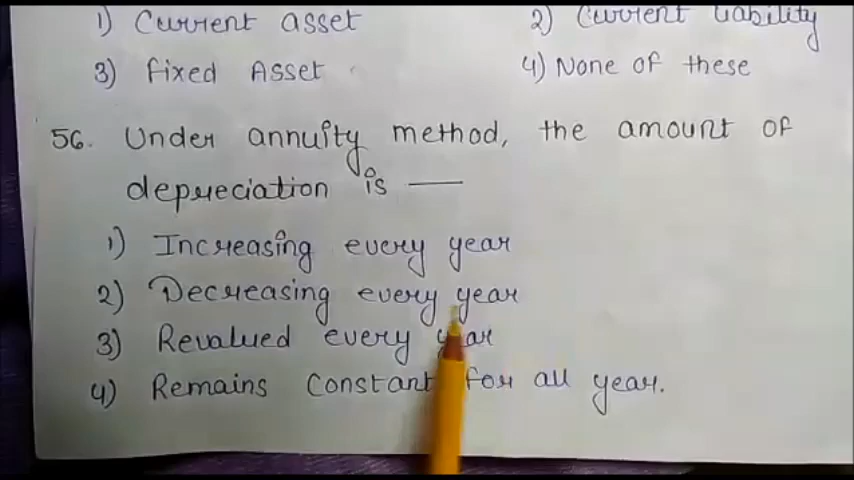 1) Current asset 2) Current liability
3) Fixed Asset 4) None of these
56. Under annuity method, the amount of
depreciation is —
1) Increasing every year
2) Decreasing every year
3) Revalued every year
4) Remains constant for all year.